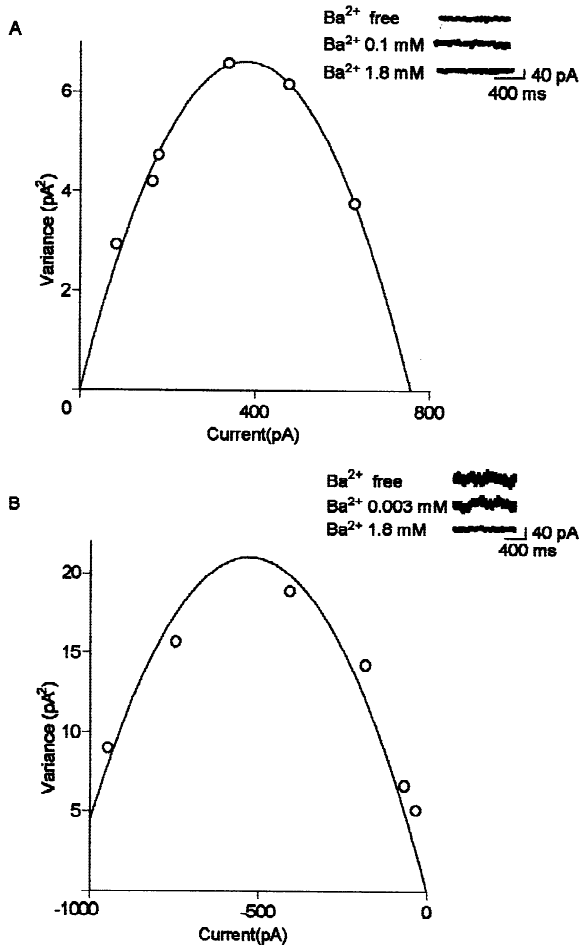 A
Ba2+ free
Ba2+ 0.1 mM
Ba2+ 1.8 mM
40 pA
400 ms
Variance (pA2)
6
4
2
0
400
800
Current(pA)
B
Ba2+ free
Ba2+ 0.003 mM
Ba2+ 1.8 mM
40 pA
400 ms
Variance (pA2)
20
15
10
5
-1000
-500
0
Current(pA)